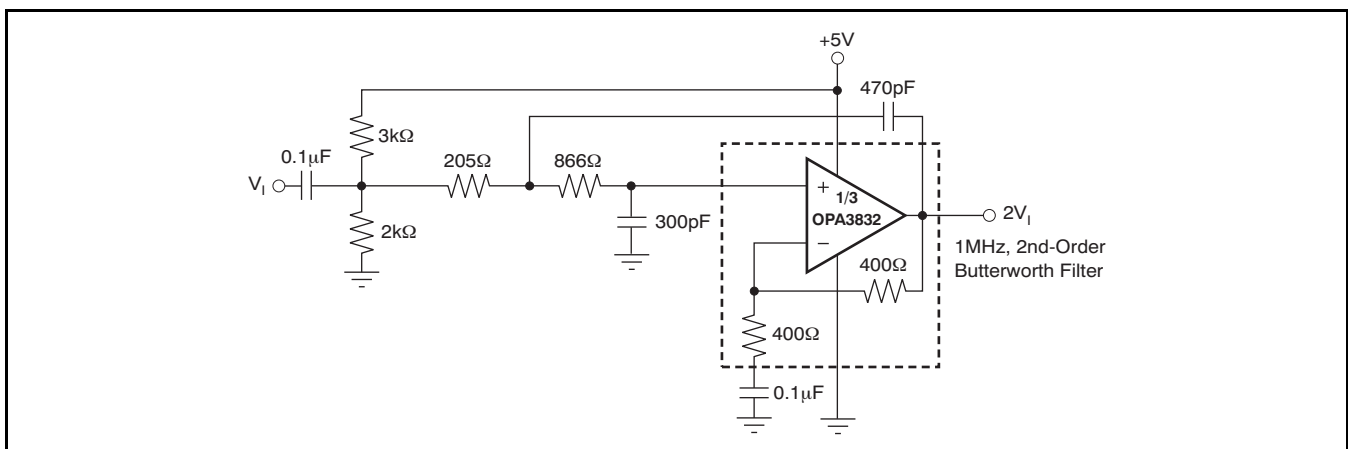 +5V
470pF
3kΩ
0.1μF
205Ω
866Ω
V_I
+
1/3
OPA3832
2V_I
300pF
2kΩ
−
1MHz, 2nd-Order
Butterworth Filter
400Ω
400Ω
0.1μF